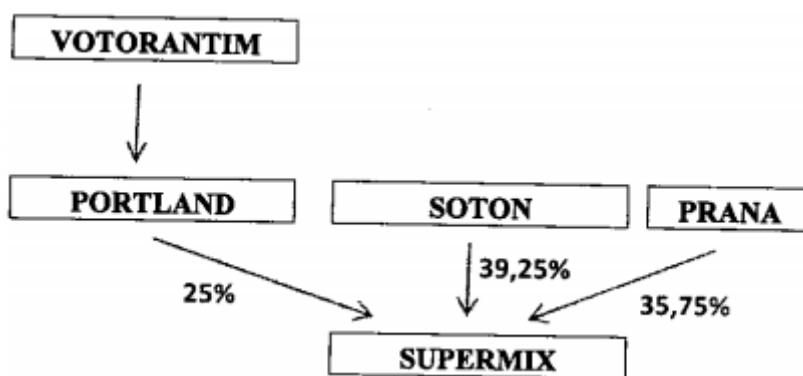 VOTORANTIM
PORTLAND
SOTON
PRANA
25%
39,25%
35,75%
SUPERMIX